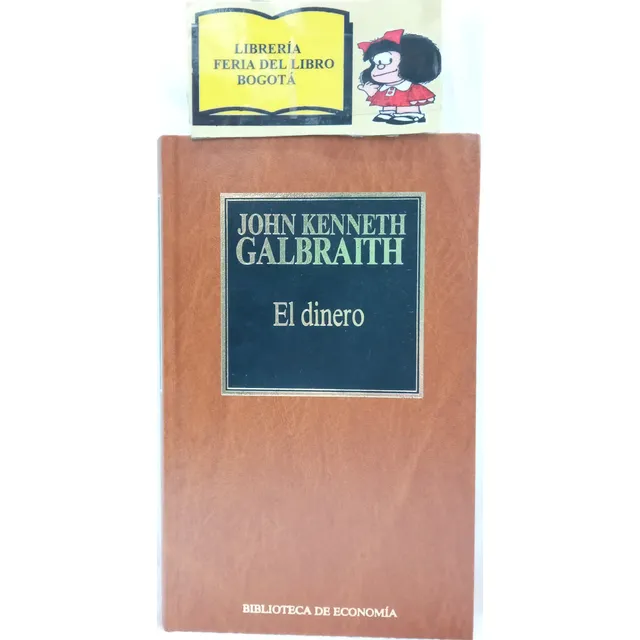 LIBRERÍA
FERIA DEL LIBRO
BOGOTÁ
JOHN KENNETH
GALBRAITH
El dinero
BIBLIOTECA DE ECONOMÍA